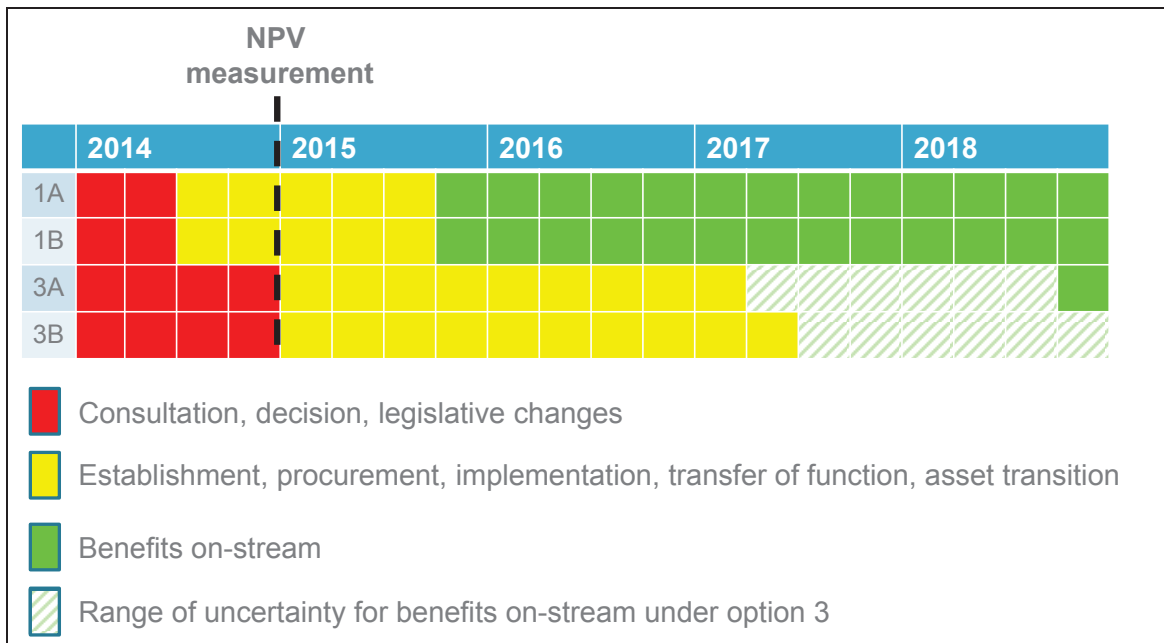 NPV
measurement
2014 2015 2016 2017 2018
1A
1B
3A
3B
Consultation, decision, legislative changes
Establishment, procurement, implementation, transfer of function, asset transition
Benefits on-stream
Range of uncertainty for benefits on-stream under option 3